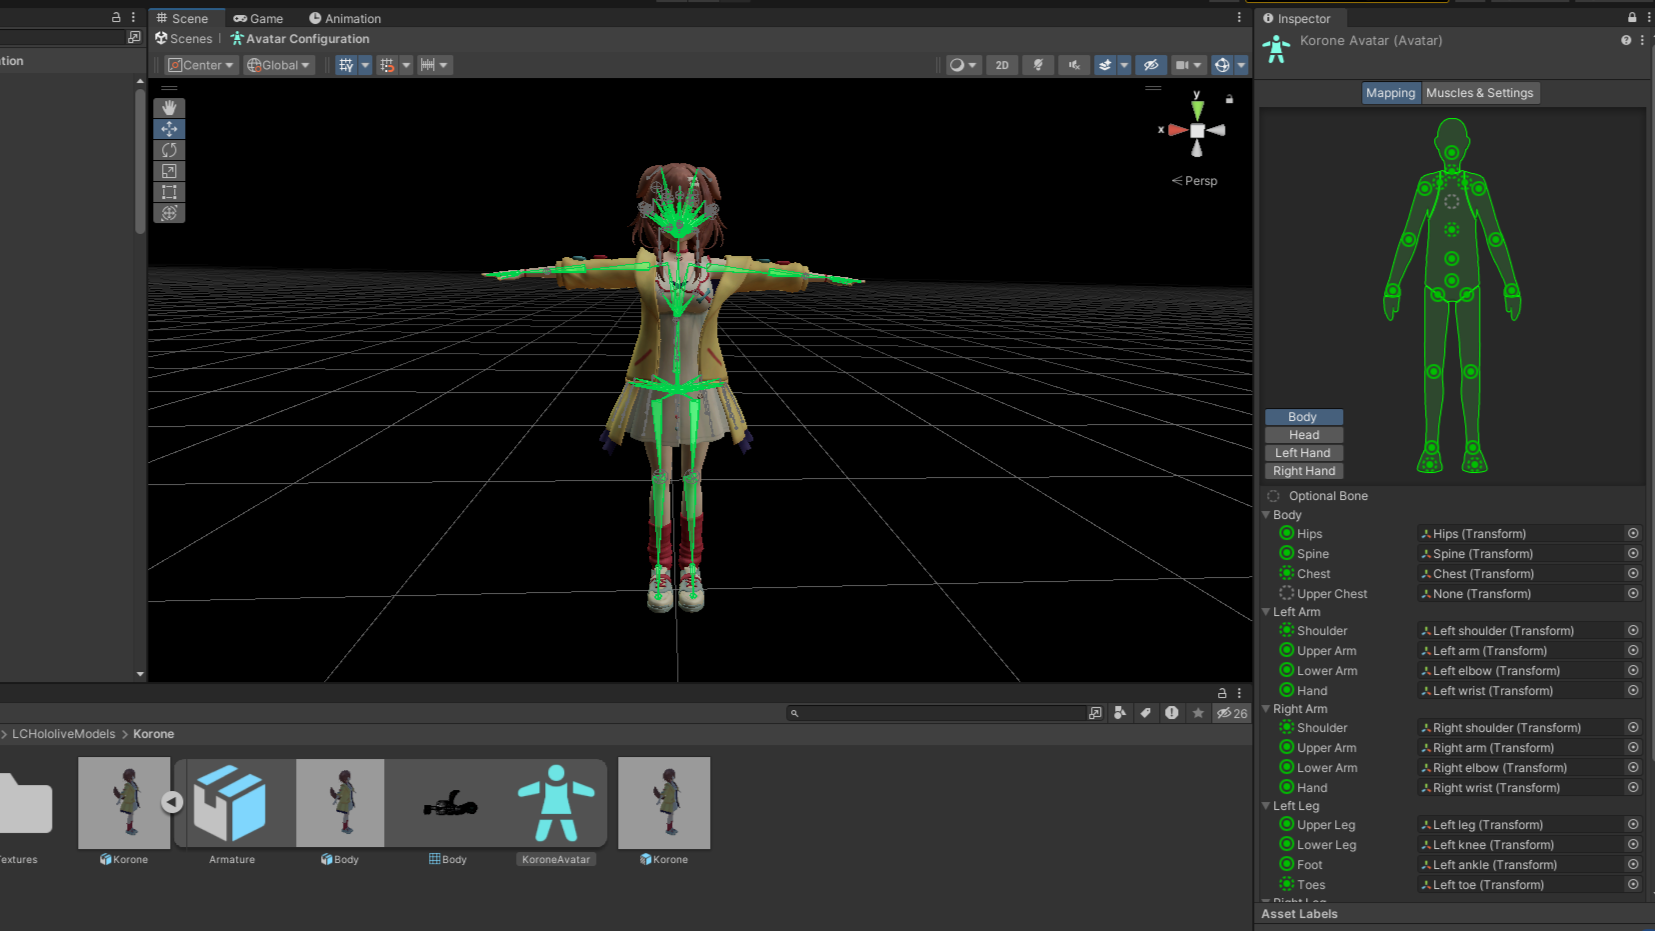 Scene
Game
Animation
Scenes
Avatar Configuration
Center
Global
2D
y
x
Persp
Inspector
Korone Avatar (Avatar)
Mapping
Muscles & Settings
Body
Head
Left Hand
Right Hand
Optional Bone
Body
Hips
Hips (Transform)
Spine
Spine (Transform)
Chest
Chest (Transform)
Upper Chest
None (Transform)
Left Arm
Shoulder
Left shoulder (Transform)
Upper Arm
Left arm (Transform)
Lower Arm
Left elbow (Transform)
Hand
Left wrist (Transform)
Right Arm
Shoulder
Right shoulder (Transform)
Upper Arm
Right arm (Transform)
Lower Arm
Right elbow (Transform)
Hand
Right wrist (Transform)
Left Leg
Upper Leg
Left leg (Transform)
Lower Leg
Left knee (Transform)
Foot
Left ankle (Transform)
Toes
Left toe (Transform)
Right Leg
Asset Labels
tion
26
LCHololiveModels
Korone
extures
Korone
Armature
Body
Body
KoroneAvatar
Korone